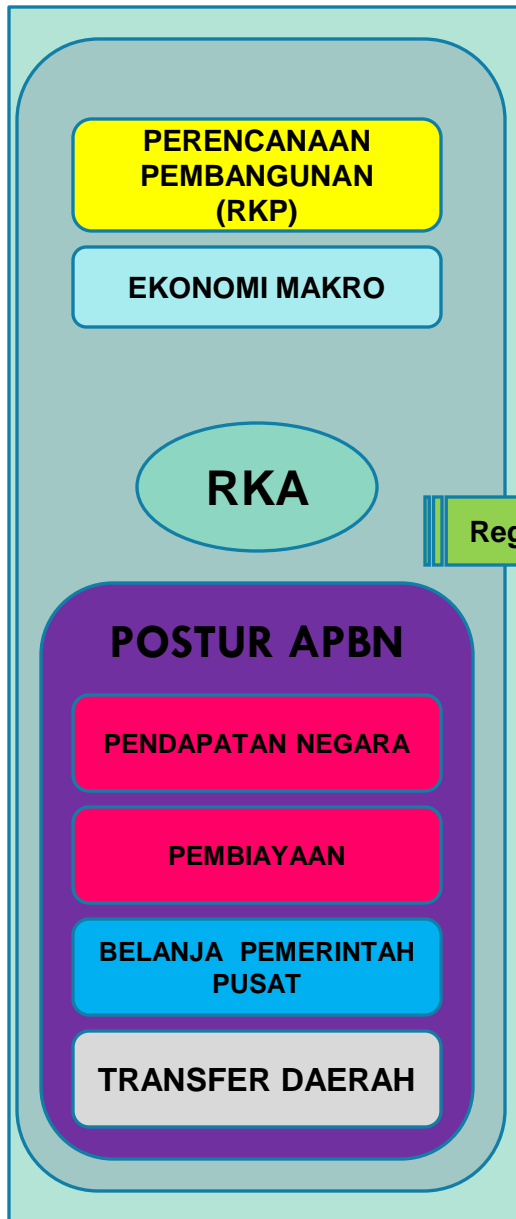 PERENCANAAN
PEMBANGUNAN
(RKP)
EKONOMI MAKRO
RKA
Reg
POSTUR APBN
PENDAPATAN NEGARA
PEMBIAYAAN
BELANJA PEMERINTAH
PUSAT
TRANSFER DAERAH